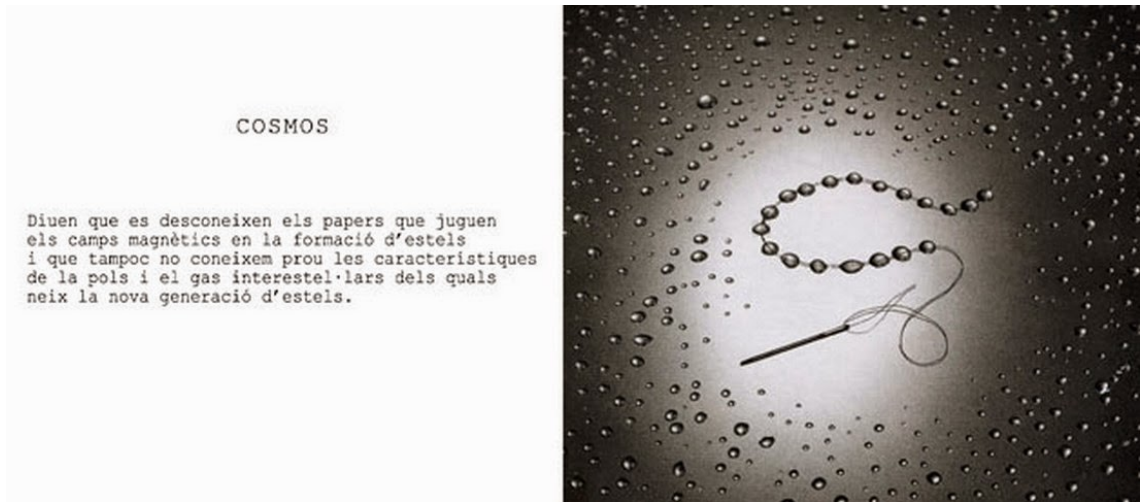 COSMOS
Diuen que es desconeixen els papers que juguen
els camps magnètics en la formació d'estels
i que tampoc no coneixem prou les característiques
de la pols i el gas interestel·lars dels quals
neix la nova generació d'estels.